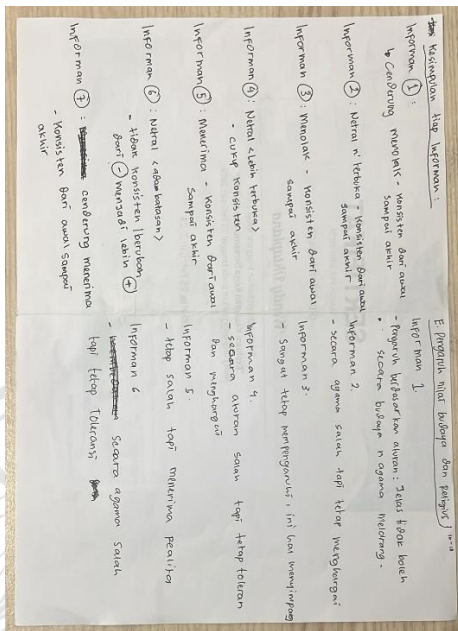 Kesimpulan tiap Informan :
Informan 1 :
↳ Cenderung menolak - Konsisten dari awal
sampai akhir
Informan 2 : Netral n' terbuka - Konsisten dari awal
sampai akhir
Informan 3 : Menolak - Konsisten dari awal
sampai akhir
Informan 4 : Netral <lebih terbuka>
- cukup konsisten
Informan 5 : Menerima - Konsisten dari awal
sampai akhir
Informan 6 : Netral <ada batasan>
- tidak konsisten / berubah
dari (-) menjadi lebih (+)
Informan 7 : cenderung menerima
- Konsisten dari awal sampai
akhir
E. Pengaruh nilai budaya dan Religius /
Informan 1.
- Pengaruh berdasarkan aturan : Jelas tidak boleh
secara budaya n agama melarang.
Informan 2.
- secara agama salah tapi tetap menghargai
Informan 3.
- Sangat tetap mempengaruhi, ini hal menyimpang
Informan 4.
- secara aturan salah tapi tetap toleran
dan menghargai
Informan 5.
- tetap salah tapi menerima realita
Informan 6
- secara agama salah
tapi tetap Toleransi